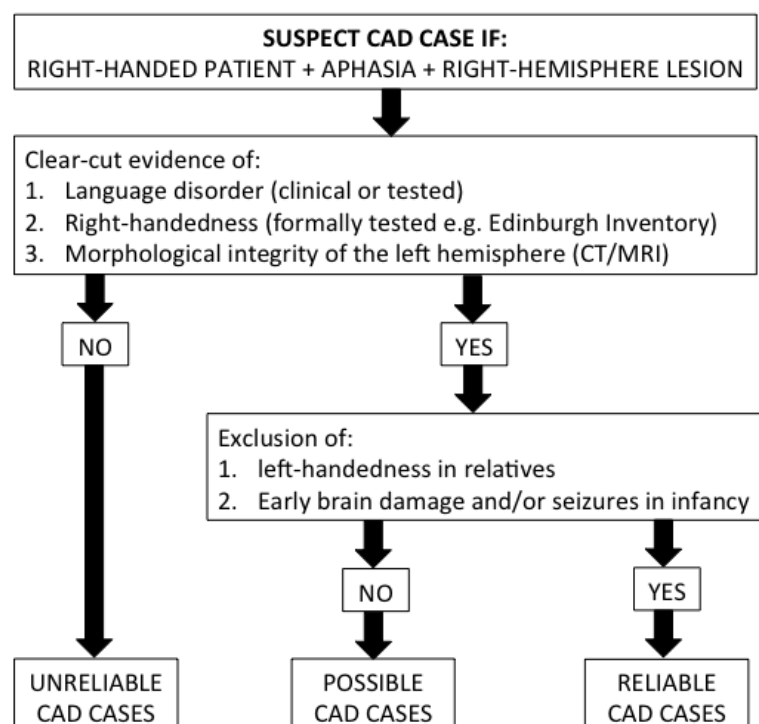 SUSPECT CAD CASE IF:
RIGHT-HANDED PATIENT + APHASIA + RIGHT-HEMISPHERE LESION
Clear-cut evidence of:
1. Language disorder (clinical or tested)
2. Right-handedness (formally tested e.g. Edinburgh Inventory)
3. Morphological integrity of the left hemisphere (CT/MRI)
NO
YES
Exclusion of:
1. left-handedness in relatives
2. Early brain damage and/or seizures in infancy
NO
YES
UNRELIABLE
CAD CASES
POSSIBLE
CAD CASES
RELIABLE
CAD CASES